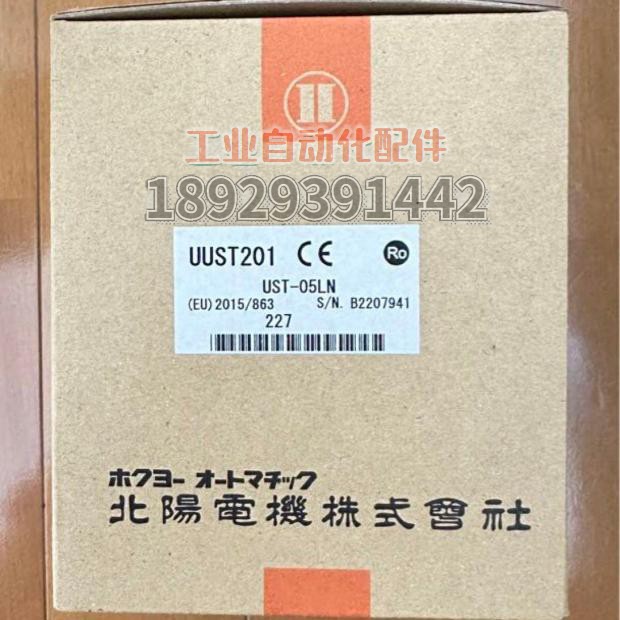 工业自动化配件
18929391442
UUST201 CE Ro
UST-05LN
(EU)2015/863 S/N. B2207941
227
ホクヨー オートマチック
北陽電機株式會社